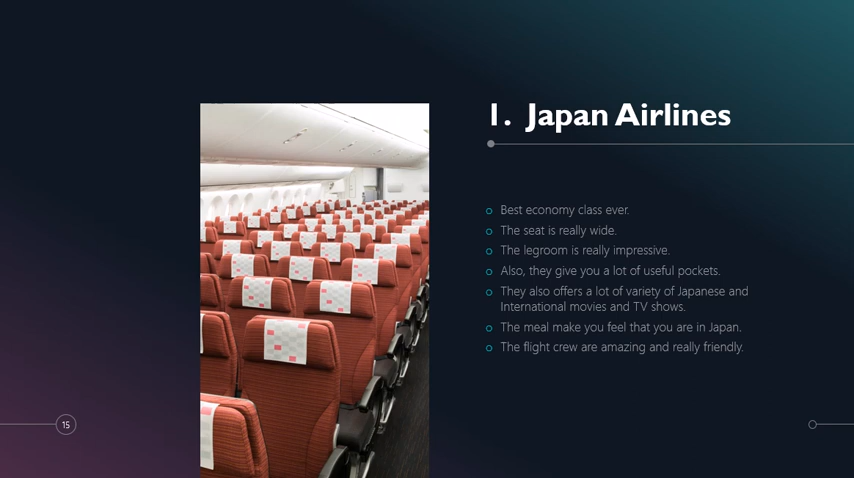 1. Japan Airlines
Best economy class ever.
The seat is really wide.
The legroom is really impressive.
Also, they give you a lot of useful pockets.
They also offers a lot of variety of Japanese and
International movies and TV shows.
The meal make you feel that you are in Japan.
The flight crew are amazing and really friendly.
15